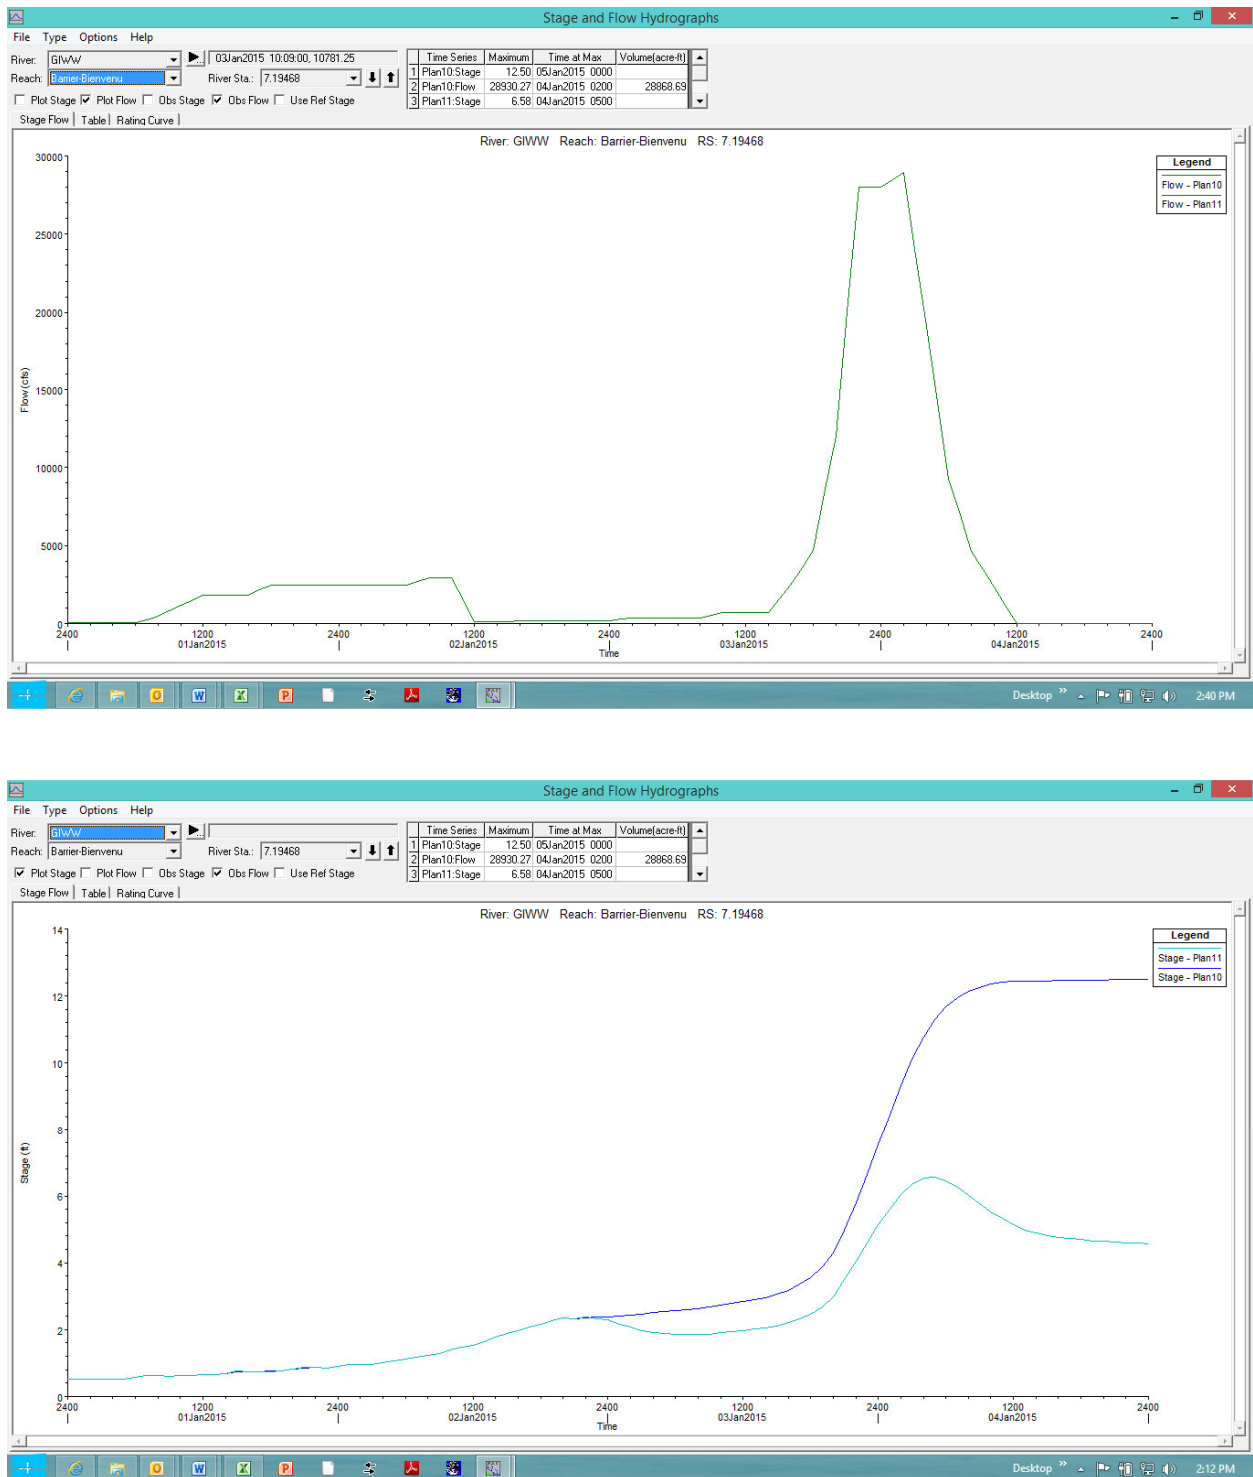 Stage and Flow Hydrographs
File Type Options Help
River: GIWW 03Jan2015 10:09:00, 10781.25
Reach: Barrier-Bienvenu River Sta.: 7.19468
Plot Stage Plot Flow Obs Stage Obs Flow Use Ref Stage
Time Series Maximum Time at Max Volume(acre-ft)
1 Plan10:Stage 12.50 05Jan2015 0000
2 Plan10:Flow 28930.27 04Jan2015 0200 28868.69
3 Plan11:Stage 6.58 04Jan2015 0500
Stage Flow Table Rating Curve
River: GIWW Reach: Barrier-Bienvenu RS: 7.19468
Legend
Flow - Plan10
Flow - Plan11
Flow (cfs)
30000
25000
20000
15000
10000
5000
0
2400 1200 2400 1200 2400 1200 2400 1200 2400
01Jan2015 02Jan2015 03Jan2015 04Jan2015
Time
Desktop 2:40 PM
Stage and Flow Hydrographs
File Type Options Help
River: GIWW
Reach: Barrier-Bienvenu River Sta.: 7.19468
Plot Stage Plot Flow Obs Stage Obs Flow Use Ref Stage
Time Series Maximum Time at Max Volume(acre-ft)
1 Plan10:Stage 12.50 05Jan2015 0000
2 Plan10:Flow 28930.27 04Jan2015 0200 28868.69
3 Plan11:Stage 6.58 04Jan2015 0500
Stage Flow Table Rating Curve
River: GIWW Reach: Barrier-Bienvenu RS: 7.19468
Legend
Stage - Plan11
Stage - Plan10
Stage (ft)
14
12
10
8
6
4
2
0
2400 1200 2400 1200 2400 1200 2400 1200 2400
01Jan2015 02Jan2015 03Jan2015 04Jan2015
Time
Desktop 2:12 PM